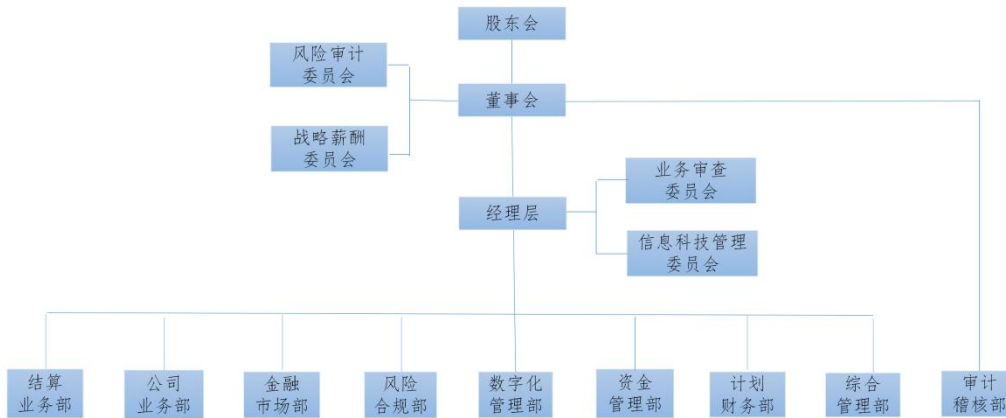 股东会
风险审计
委员会
董事会
战略薪酬
委员会
业务审查
委员会
经理层
信息科技管理
委员会
结算
业务部
公司
业务部
金融
市场部
风险
合规部
数字化
管理部
资金
管理部
计划
财务部
综合
管理部
审计
稽核部